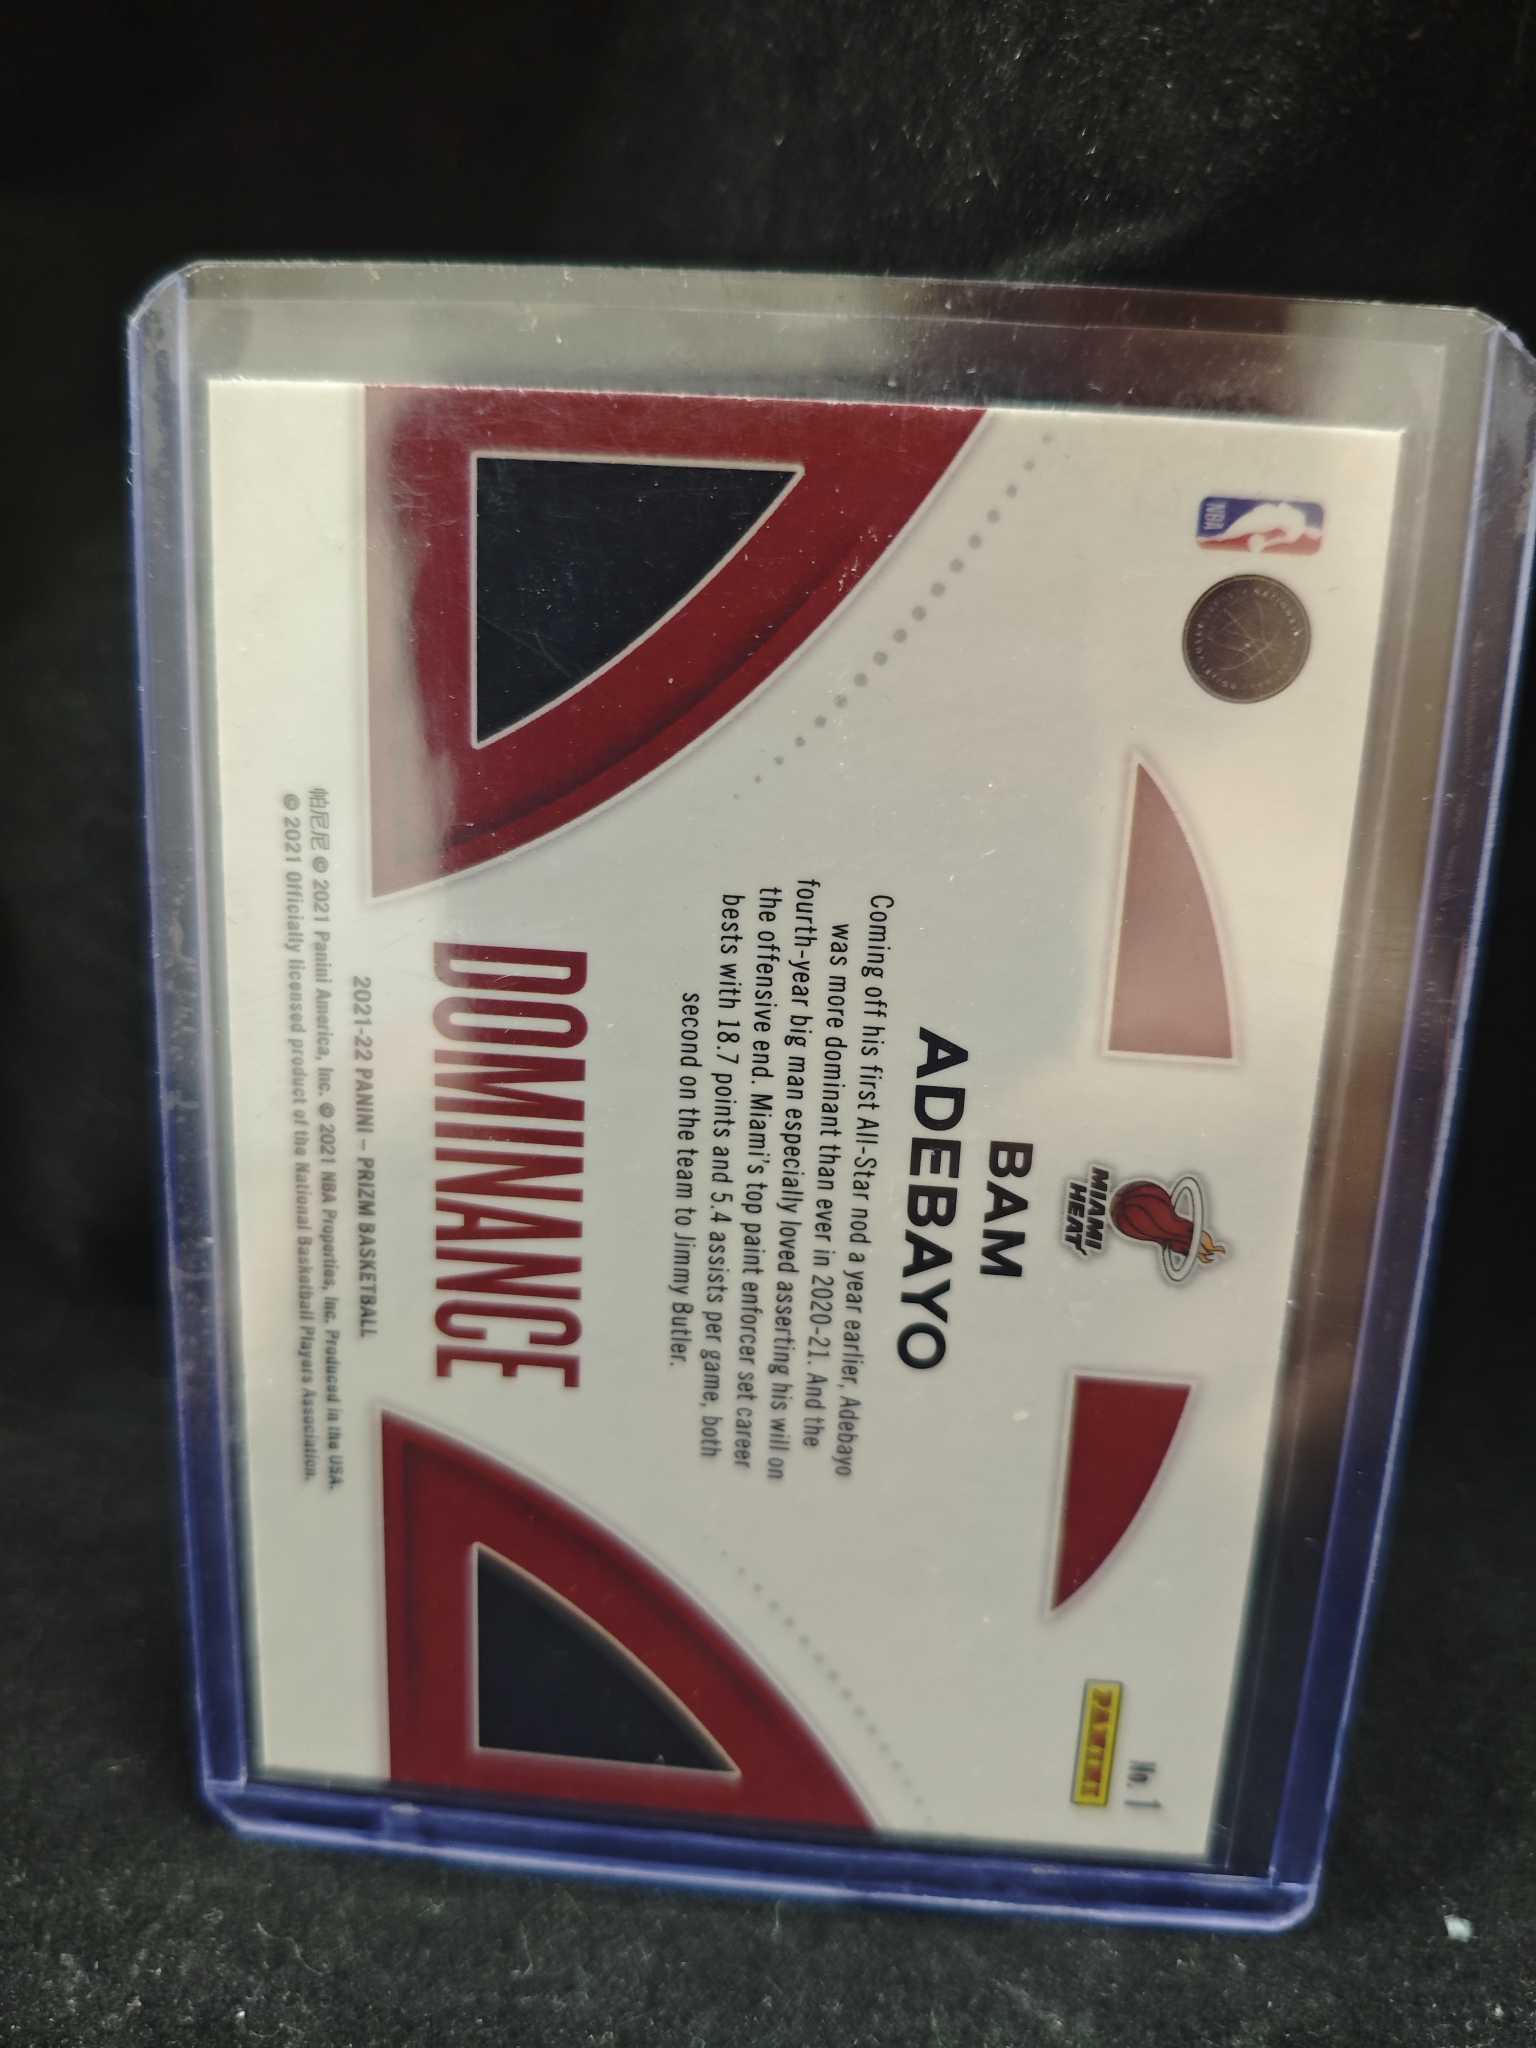 No. 1
PANINI
NBA
MIAMI
HEAT
BAM
ADEBAYO
Coming off his first All-Star nod a year earlier, Adebayo
was more dominant than ever in 2020-21. And the
fourth-year big man especially loved asserting his will on
the offensive end. Miami's top paint enforcer set career
bests with 18.7 points and 5.4 assists per game, both
second on the team to Jimmy Butler.
DOMINANCE
2021-22 PANINI – PRIZM BASKETBALL
帕尼尼 © 2021 Panini America, Inc. © 2021 NBA Properties, Inc. Produced in the USA.
© 2021 Officially licensed product of the National Basketball Players Association.